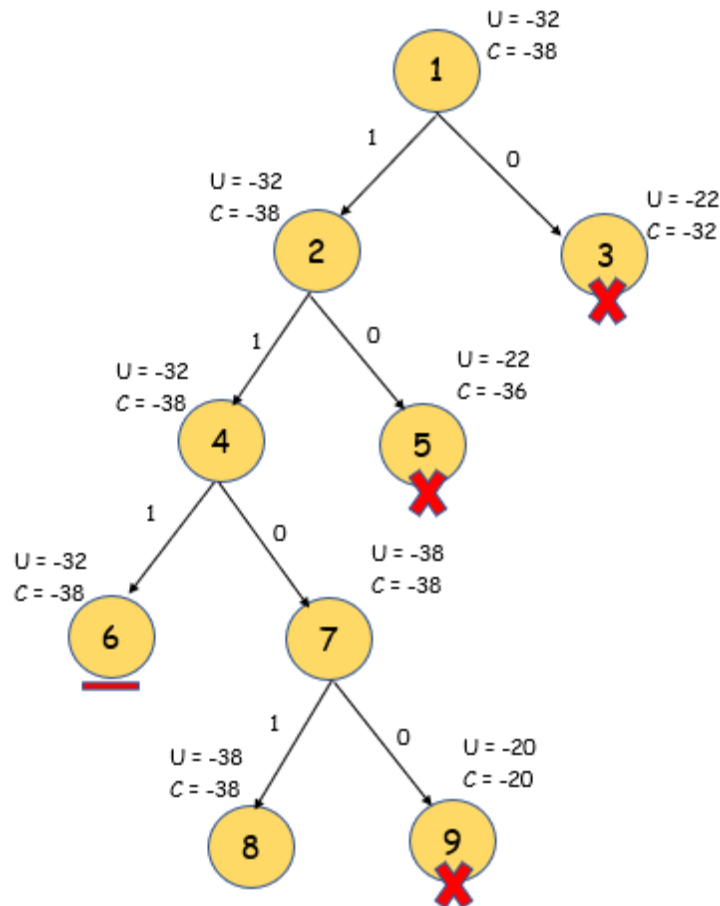 U = -32
C = -38
1
1
0
U = -32
C = -38
2
U = -22
C = -32
3
1
0
U = -32
C = -38
4
U = -22
C = -36
5
1
0
U = -32
C = -38
6
U = -38
C = -38
7
1
0
U = -38
C = -38
8
U = -20
C = -20
9